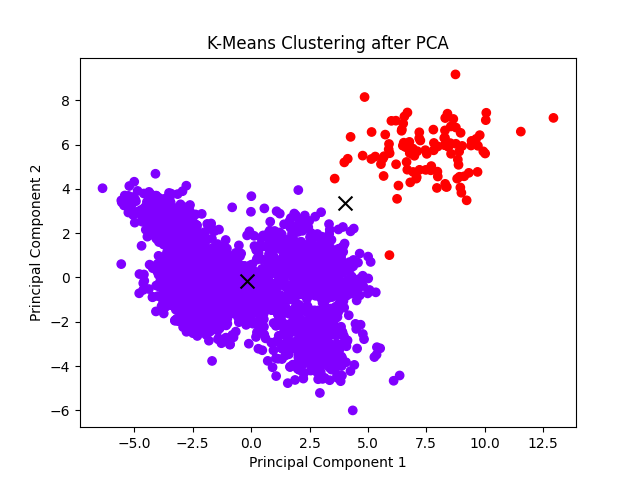 K-Means Clustering after PCA
Principal Component 2
8
6
4
2
0
−2
−4
−6
−5.0 −2.5 0.0 2.5 5.0 7.5 10.0 12.5
Principal Component 1